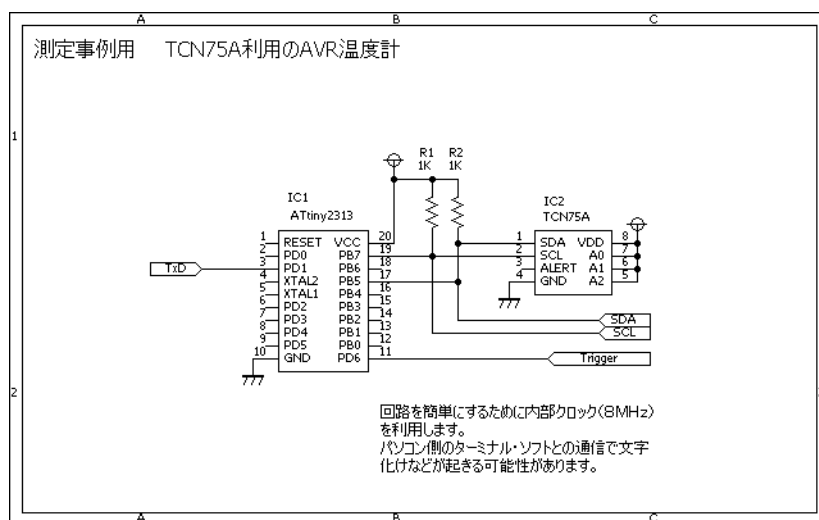 A B C
測定事例用 TCN75A利用のAVR温度計
1
R1 R2
1K 1K
IC1
ATtiny2313
IC2
TCN75A
1 RESET VCC 20
2 PD0 PB7 19
3 PD1 PB6 18
4 XTAL2 PB5 17
5 XTAL1 PB4 16
6 PD2 PB3 15
7 PD3 PB2 14
8 PD4 PB1 13
9 PD5 PB0 12
10 GND PD6 11
TxD
1 SDA VDD 8
2 SCL A0 7
3 ALERT A1 6
4 GND A2 5
SDA
SCL
Trigger
2
回路を簡単にするために内部クロック(8MHz)
を利用します。
パソコン側のターミナル・ソフトとの通信で文字
化けなどが起きる可能性があります。
A B C